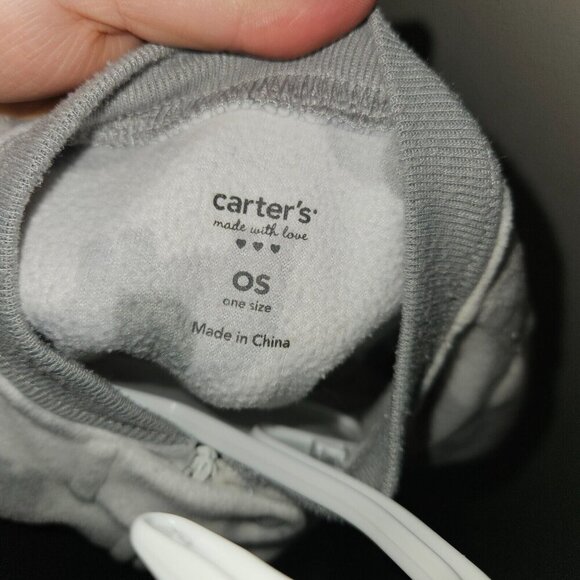 carter's
made with love
OS
one size
Made in China